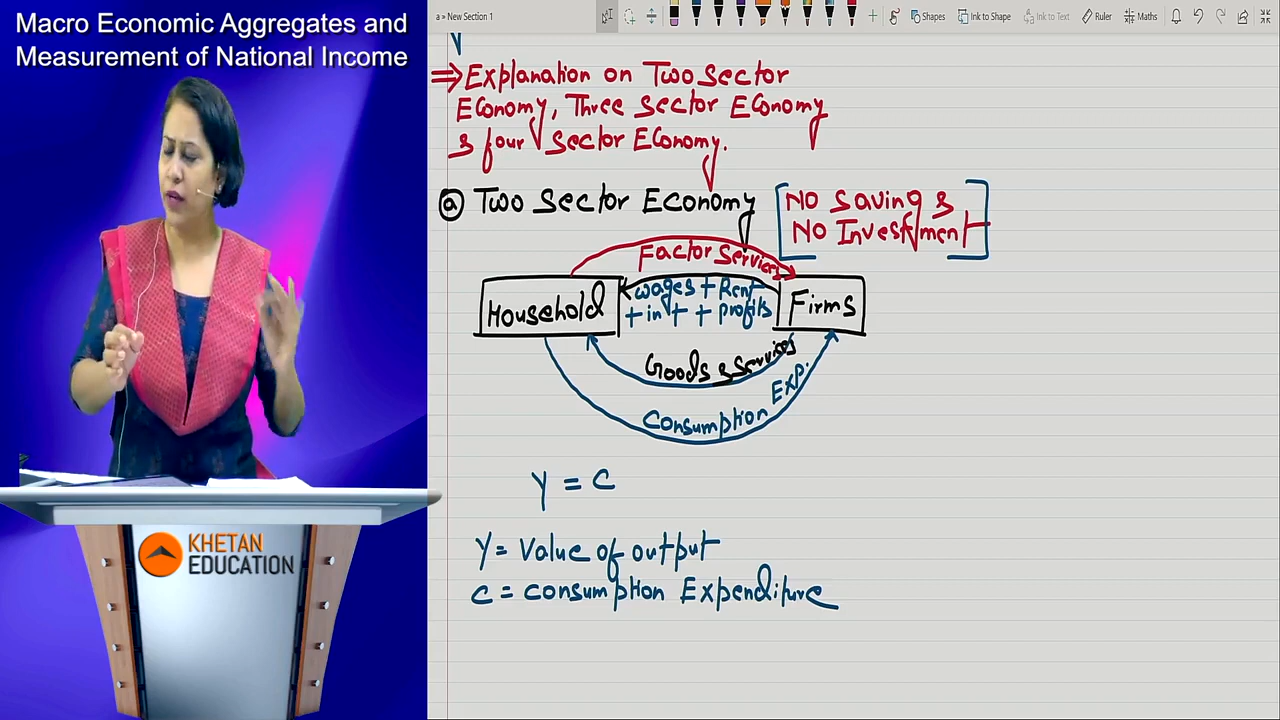 Macro Economic Aggregates and
Measurement of National Income
a » New Section 1
Shapes
Ink to Shape
Ink to Text
Ruler
Maths
⇒ Explanation on Two Sector
Economy, Three Sector Economy
& four Sector Economy.
ⓐ Two Sector Economy
[No Saving &
No Investment]
Factor Services
Household
wages + Rent
+ int + profits
Firms
Goods & Services
Consumption Exp.
Y = C
Y = Value of output
C = Consumption Expenditure
KHETAN
EDUCATION